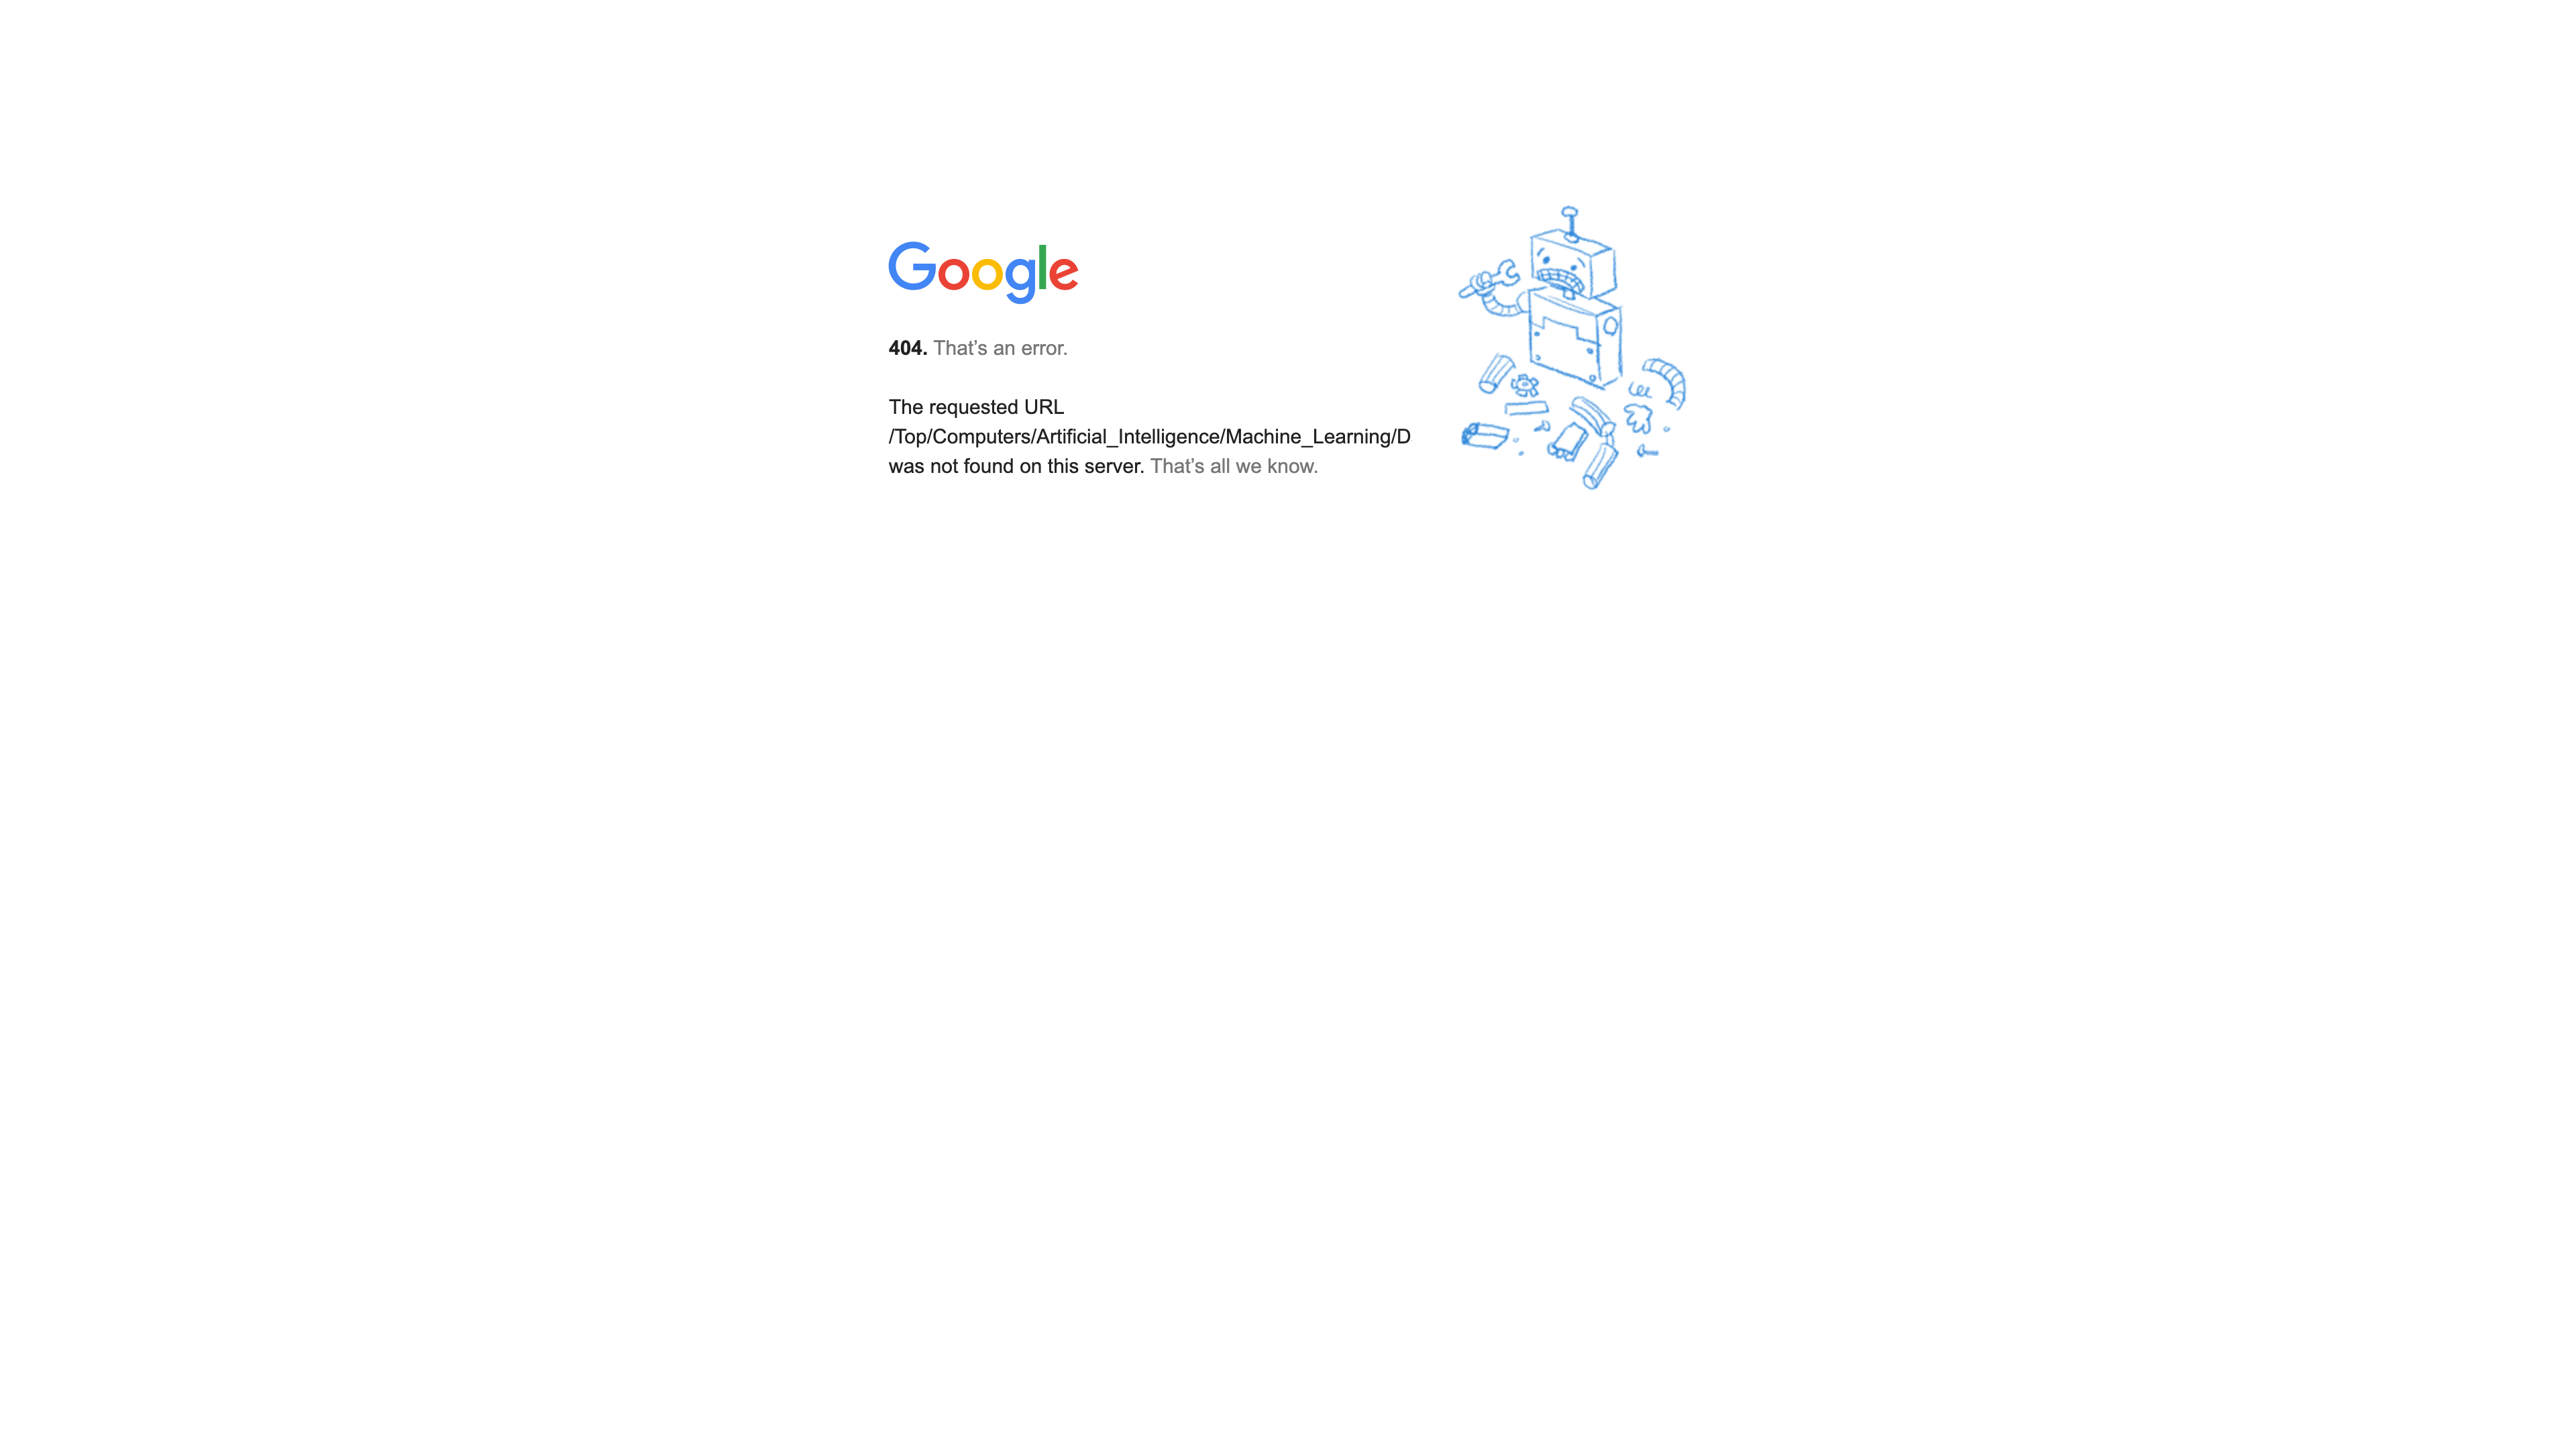 Google
404. That’s an error.
The requested URL
/Top/Computers/Artificial_Intelligence/Machine_Learning/D
was not found on this server. That’s all we know.